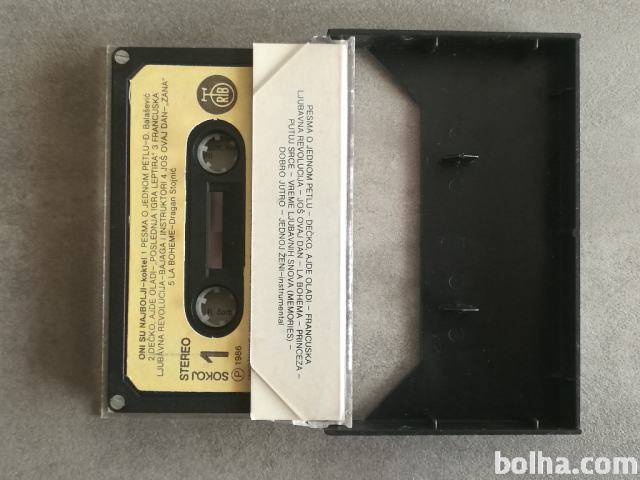 ONI SU NAJBOLJI-koktel 1 PESMA O JEDNOM PETLU-Đ. Balašević
2.DEČKO, AJDE OLADI-„POSLEDNJA IGRA LEPTIRA" 3 FRANCUSKA
LJUBAVNA REVOLUCIJA-BAJAGA I INSTRUKTORI 4 JOŠ OVAJ DAN-„ZANA"
5 LA BOHEME-Dragan Stojnić
STEREO
SOKOJ
1
P 1986
RTB
PESMA O JEDNOM PETLU – DEČKO, AJDE OLADI – FRANCUSKA
LJUBAVNA REVOLUCIJA – JOŠ OVAJ DAN – LA BOHEMA – PRINCEZA –
PUTUJ SRCE – VREME LJUBAVNIH SNOVA (MEMORIES) –
DOBRO JUTRO – JEDNOJ ŽENI–instrumental
bolha.com